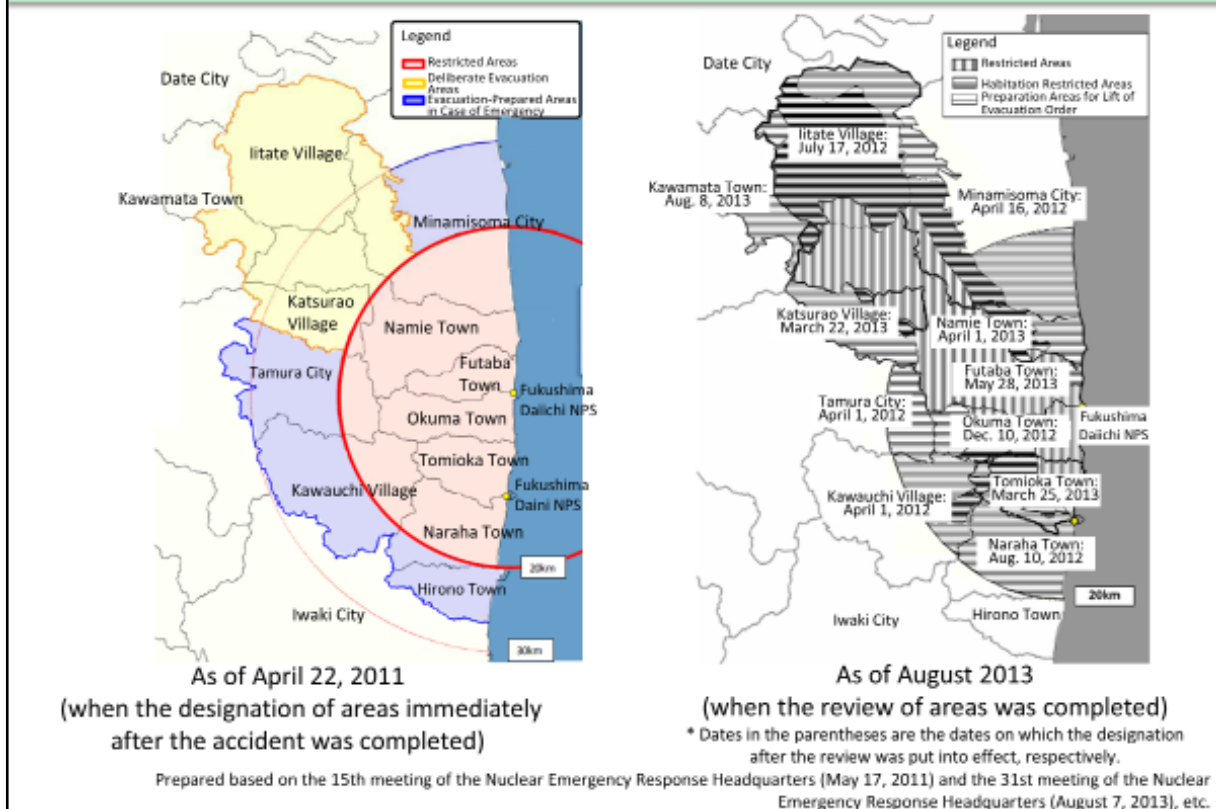 Legend
Restricted Areas
Deliberate Evacuation
Areas
Evacuation-Prepared Areas
in Case of Emergency
Date City
Iitate Village
Kawamata Town
Minamisoma City
Katsurao
Village
Namie Town
Futaba
Town
Fukushima
Daiichi NPS
Tamura City
Okuma Town
Tomioka Town
Kawauchi Village
Fukushima
Daini NPS
Naraha Town
20km
Hirono Town
Iwaki City
30km
As of April 22, 2011
(when the designation of areas immediately
after the accident was completed)
Legend
Restricted Areas
Habitation Restricted Areas
Preparation Areas for Lift of
Evacuation Order
Date City
Iitate Village:
July 17, 2012
Kawamata Town:
Aug. 8, 2013
Minamisoma City:
April 16, 2012
Katsurao Village:
March 22, 2013
Namie Town:
April 1, 2013
Futaba Town:
May 28, 2013
Tamura City:
April 1, 2012
Okuma Town:
Dec. 10, 2012
Fukushima
Daiichi NPS
Tomioka Town:
March 25, 2013
Kawauchi Village:
April 1, 2012
Naraha Town:
Aug. 10, 2012
20km
Hirono Town
Iwaki City
As of August 2013
(when the review of areas was completed)
* Dates in the parentheses are the dates on which the designation
after the review was put into effect, respectively.
Prepared based on the 15th meeting of the Nuclear Emergency Response Headquarters (May 17, 2011) and the 31st meeting of the Nuclear
Emergency Response Headquarters (August 7, 2013), etc.